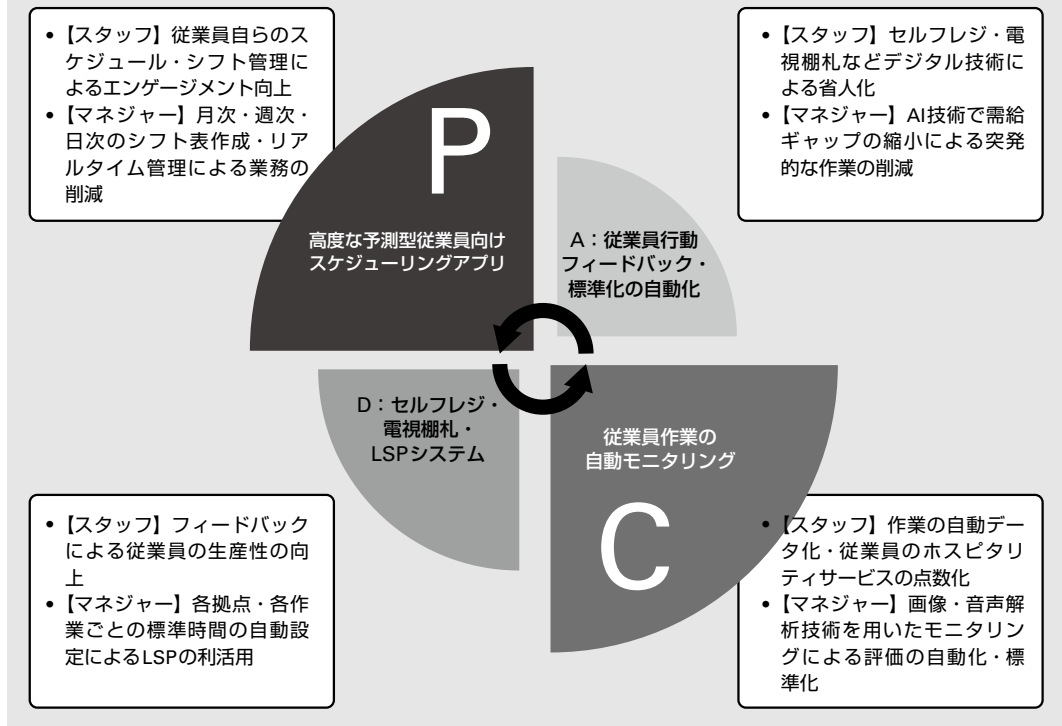 • 【スタッフ】従業員自らのス
ケジュール・シフト管理に
よるエンゲージメント向上
• 【マネジャー】月次・週次・
日次のシフト表作成・リア
ルタイム管理による業務の
削減
• 【スタッフ】セルフレジ・電
視棚札などデジタル技術に
よる省人化
• 【マネジャー】AI技術で需給
ギャップの縮小による突発
的な作業の削減
P
高度な予測型従業員向け
スケジューリングアプリ
A：従業員行動
フィードバック・
標準化の自動化
D：セルフレジ・
電視棚札・
LSPシステム
従業員作業の
自動モニタリング
C
• 【スタッフ】フィードバック
による従業員の生産性の向
上
• 【マネジャー】各拠点・各作
業ごとの標準時間の自動設
定によるLSPの利活用
• 【スタッフ】作業の自動デー
タ化・従業員のホスピタリ
ティサービスの点数化
• 【マネジャー】画像・音声解
析技術を用いたモニタリン
グによる評価の自動化・標
準化